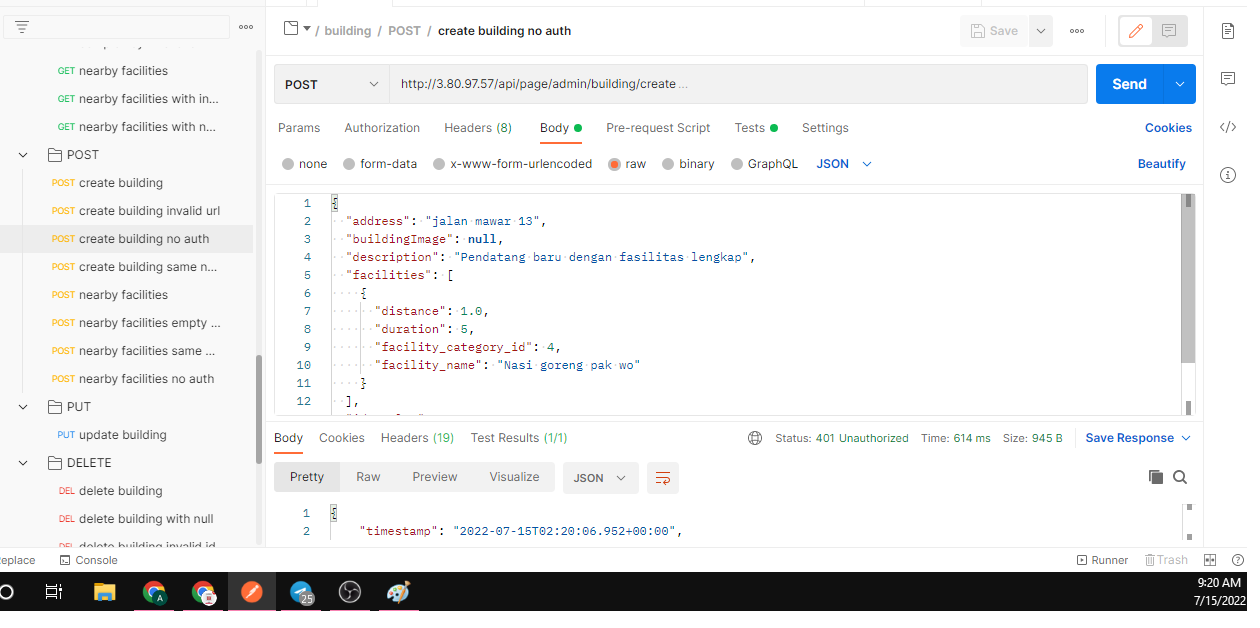 / building / POST / create building no auth
Save
GET nearby facilities
GET nearby facilities with in...
GET nearby facilities with n...
POST
POST create building
POST create building invalid url
POST create building no auth
POST create building same n...
POST nearby facilities
POST nearby facilities empty ...
POST nearby facilities same ...
POST nearby facilities no auth
PUT
PUT update building
DELETE
DEL delete building
DEL delete building with null
DEL delete building invalid id
POST
http://3.80.97.57/api/page/admin/building/create...
Send
Params Authorization Headers (8) Body Pre-request Script Tests Settings Cookies
none form-data x-www-form-urlencoded raw binary GraphQL JSON Beautify
1 {
2 "address": "jalan mawar 13",
3 "buildingImage": null,
4 "description": "Pendatang baru dengan fasilitas lengkap",
5 "facilities": [
6 {
7 "distance": 1.0,
8 "duration": 5,
9 "facility_category_id": 4,
10 "facility_name": "Nasi goreng pak wo"
11 }
12 ],
Body Cookies Headers (19) Test Results (1/1) Status: 401 Unauthorized Time: 614 ms Size: 945 B Save Response
Pretty Raw Preview Visualize JSON
1 {
2 "timestamp": "2022-07-15T02:20:06.952+00:00",
eplace Console Runner Trash
A
25
9:20 AM
7/15/2022